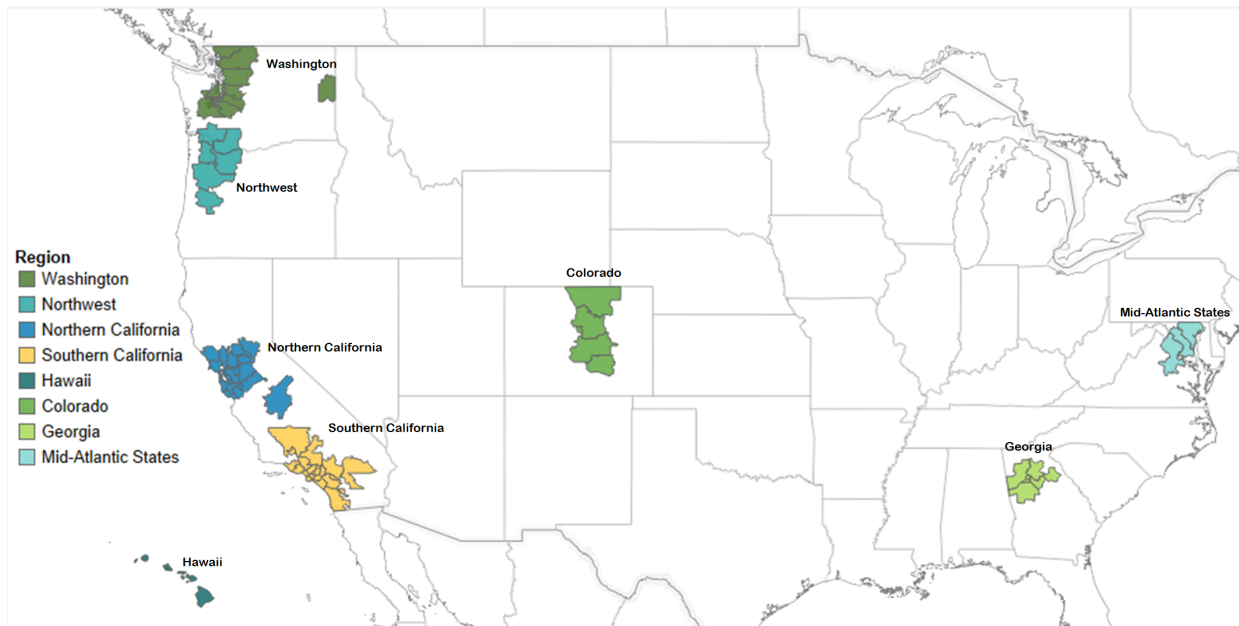 Washington
Northwest
Region
Washington
Northwest
Northern California
Southern California
Hawaii
Colorado
Georgia
Mid-Atlantic States
Colorado
Mid-Atlantic States
Northern California
Southern California
Georgia
Hawaii